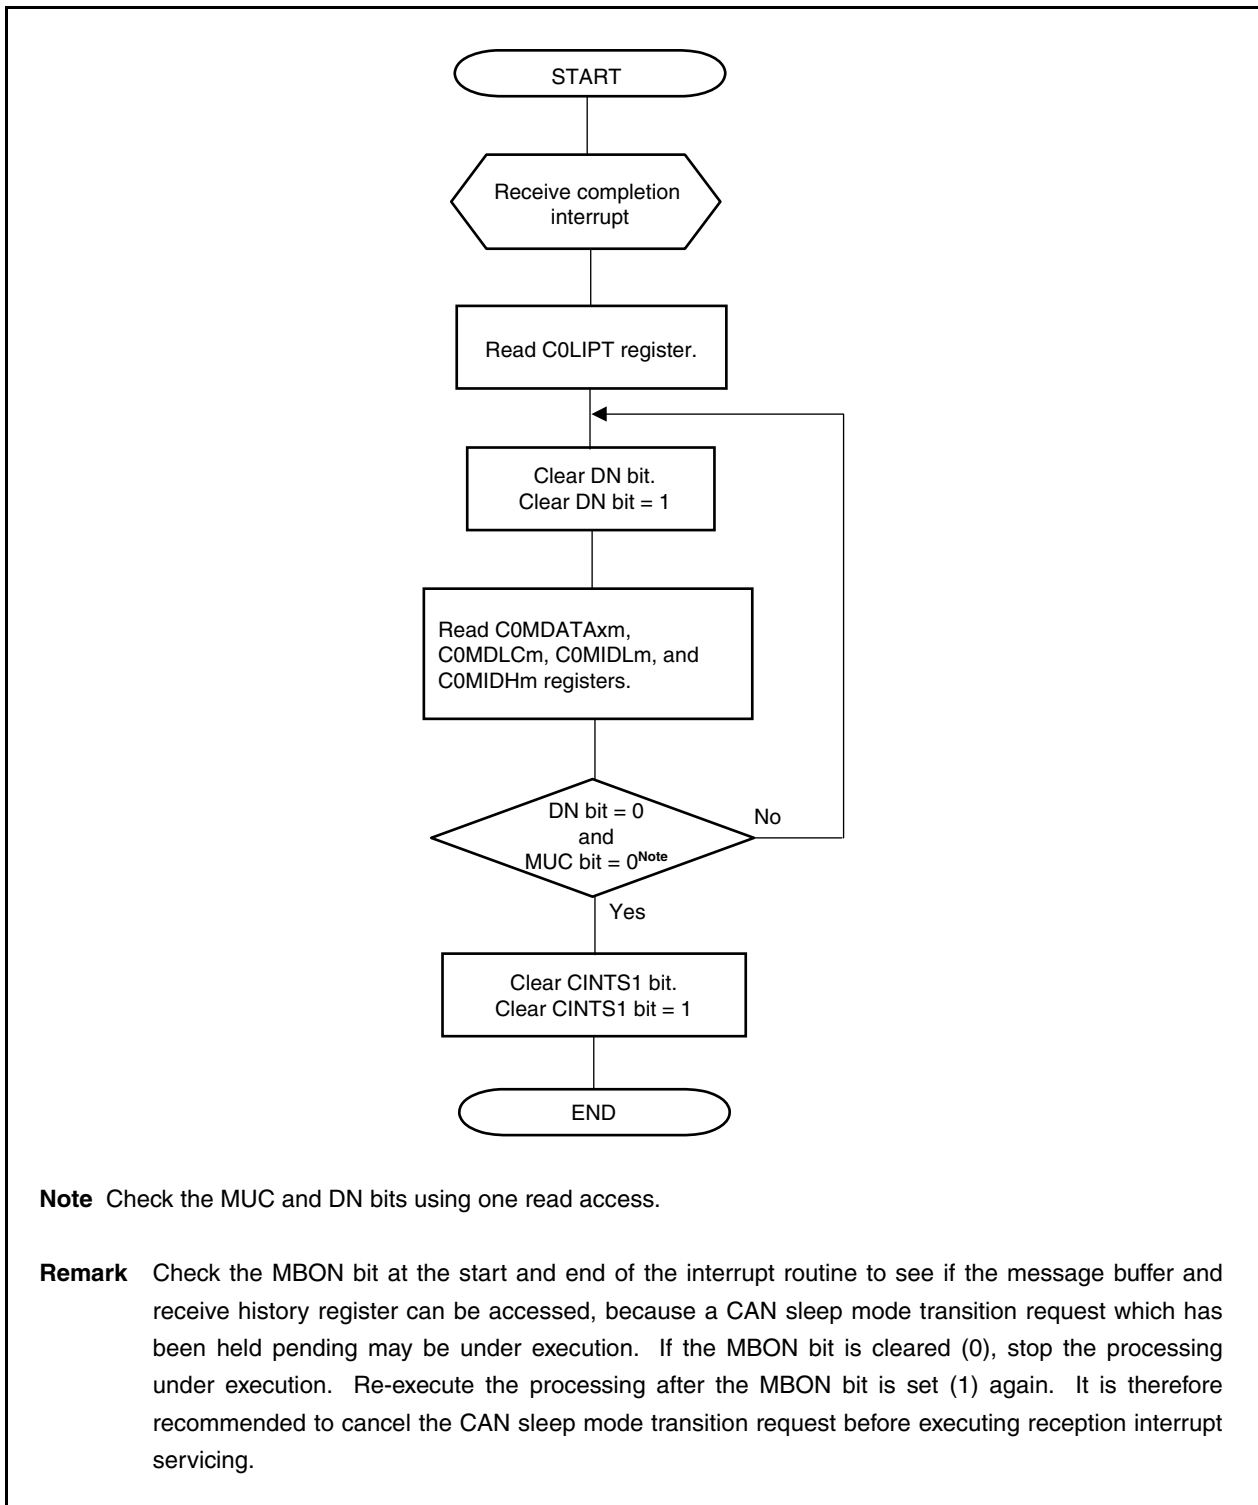 START
Receive completion
interrupt
Read C0LIPT register.
Clear DN bit.
Clear DN bit = 1
Read C0MDATAxm,
C0MDLCm, C0MIDLm, and
C0MIDHm registers.
DN bit = 0
and
MUC bit = 0Note
No
Yes
Clear CINTS1 bit.
Clear CINTS1 bit = 1
END
Note Check the MUC and DN bits using one read access.
Remark Check the MBON bit at the start and end of the interrupt routine to see if the message buffer and
receive history register can be accessed, because a CAN sleep mode transition request which has
been held pending may be under execution. If the MBON bit is cleared (0), stop the processing
under execution. Re-execute the processing after the MBON bit is set (1) again. It is therefore
recommended to cancel the CAN sleep mode transition request before executing reception interrupt
servicing.